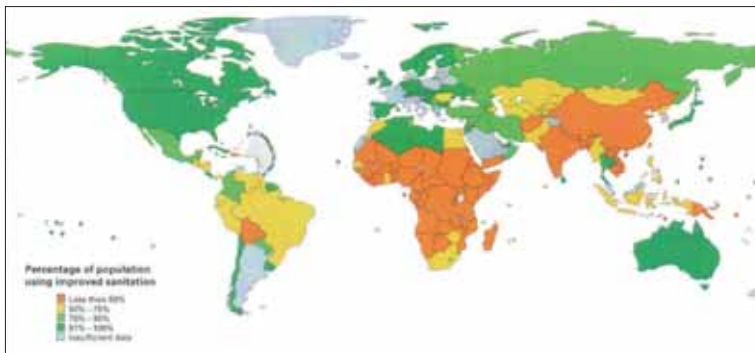 Percentage of population
using improved sanitation
Less than 50%
50% - 75%
76% - 90%
91% - 100%
Insufficient data